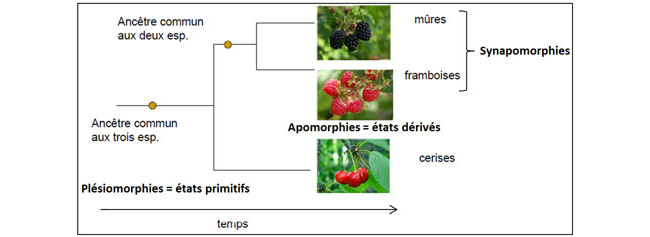 Ancêtre commun
aux deux esp.
mûres
Synapomorphies
framboises
Ancêtre commun
aux trois esp.
Apomorphies = états dérivés
cerises
Plésiomorphies = états primitifs
temps